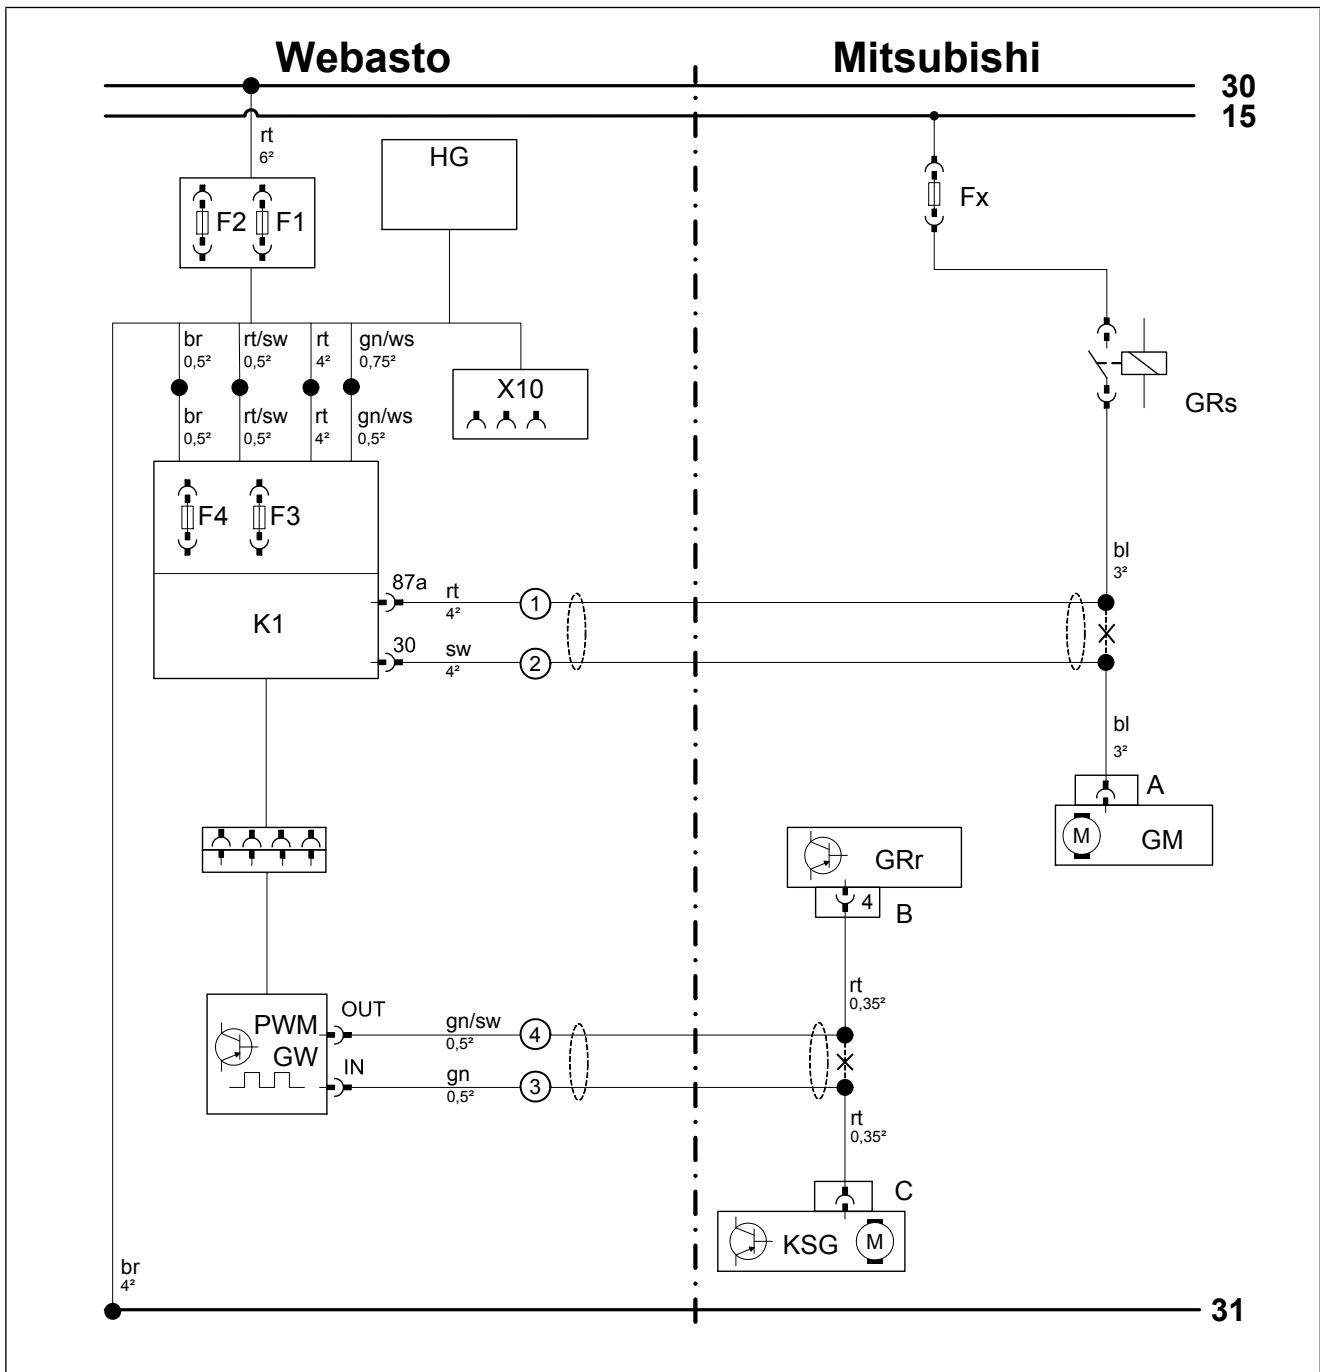 Webasto
Mitsubishi
30
15
rt
6²
HG
F2
F1
Fx
br
0,5²
rt/sw
0,5²
rt
4²
gn/ws
0,75²
X10
GRs
br
0,5²
rt/sw
0,5²
rt
4²
gn/ws
0,5²
F4
F3
K1
87a
rt
4²
1
bl
3²
30
sw
4²
2
bl
3²
A
M
GM
GRr
4
B
rt
0,35²
PWM
GW
OUT
gn/sw
0,5²
4
IN
gn
0,5²
3
rt
0,35²
C
KSG
M
br
4²
31